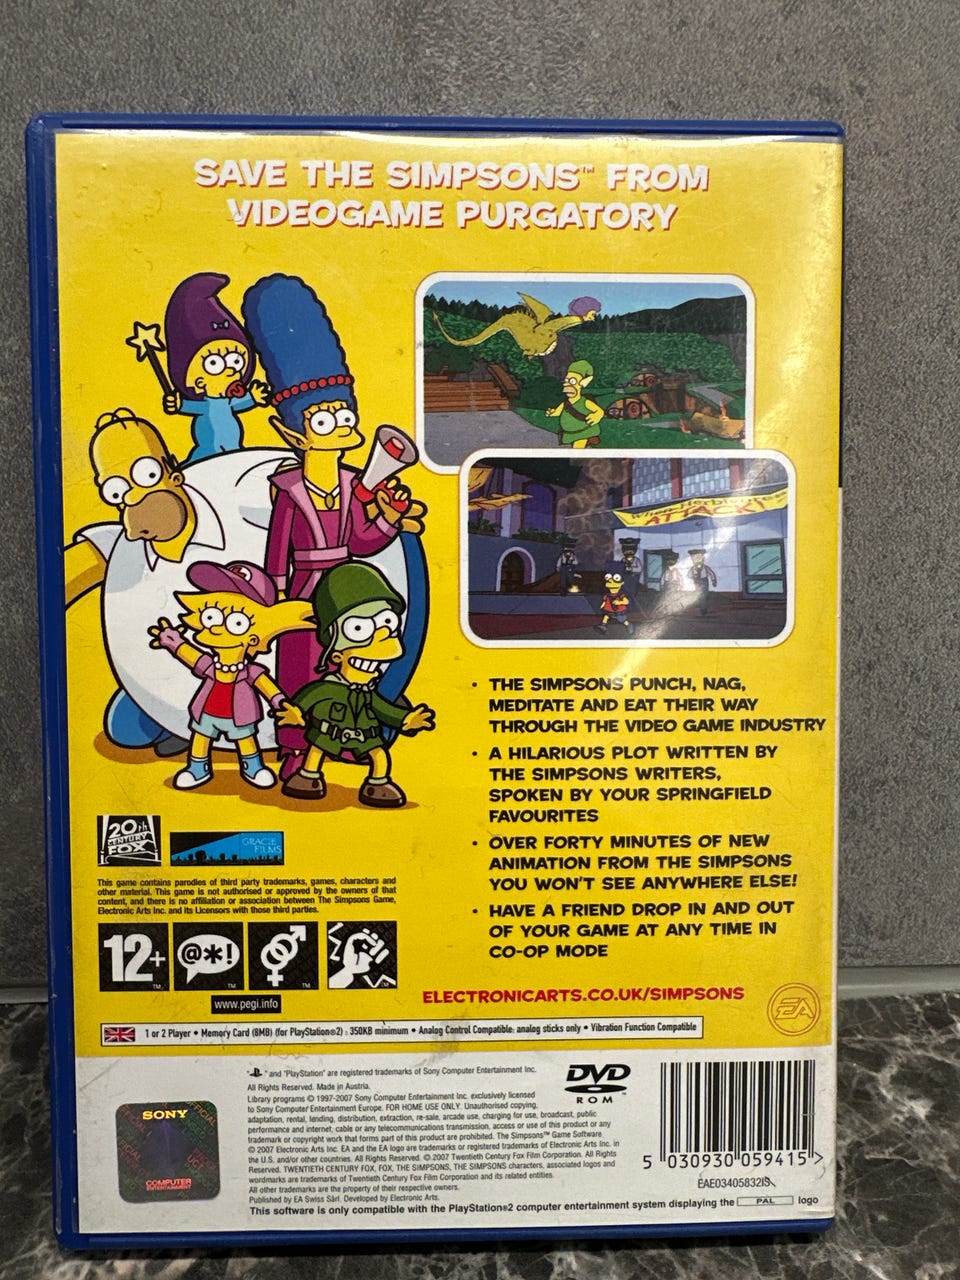 SAVE THE SIMPSONS™ FROM
VIDEOGAME PURGATORY
ATTACK!
• THE SIMPSONS PUNCH, NAG,
MEDITATE AND EAT THEIR WAY
THROUGH THE VIDEO GAME INDUSTRY
• A HILARIOUS PLOT WRITTEN BY
THE SIMPSONS WRITERS,
SPOKEN BY YOUR SPRINGFIELD
FAVOURITES
• OVER FORTY MINUTES OF NEW
ANIMATION FROM THE SIMPSONS
YOU WON'T SEE ANYWHERE ELSE!
• HAVE A FRIEND DROP IN AND OUT
OF YOUR GAME AT ANY TIME IN
CO-OP MODE
20th
CENTURY
FOX
GRACIE
FILMS
This game contains parodies of third party trademarks, games, characters and
other material. This game is not authorised or approved by the owners of that
content, and there is no affiliation or association between The Simpsons Game,
Electronic Arts Inc. and its Licensors with those third parties.
12+
@*!
www.pegi.info
ELECTRONICARTS.CO.UK/SIMPSONS
EA
1 or 2 Player • Memory Card (8MB) (for PlayStation®2) : 350KB minimum • Analog Control Compatible: analog sticks only • Vibration Function Compatible
" " and "PlayStation" are registered trademarks of Sony Computer Entertainment Inc.
All Rights Reserved. Made in Austria.
Library programs © 1997-2007 Sony Computer Entertainment Inc. exclusively licensed
to Sony Computer Entertainment Europe. FOR HOME USE ONLY. Unauthorised copying,
adaptation, rental, lending, distribution, extraction, re-sale, arcade use, charging for use, broadcast, public
performance and internet, cable or any telecommunications transmission, access or use of this product or any
trademark or copyright work that forms part of this product are prohibited. The Simpsons™ Game Software
© 2007 Electronic Arts Inc. EA and the EA logo are trademarks or registered trademarks of Electronic Arts Inc. in
the U.S. and/or other countries. All Rights Reserved. © 2007 Twentieth Century Fox Film Corporation. All Rights
Reserved. TWENTIETH CENTURY FOX, FOX, THE SIMPSONS, THE SIMPSONS characters, associated logos and
wordmarks are trademarks of Twentieth Century Fox Film Corporation and its related entities.
All other trademarks are the property of their respective owners.
Published by EA Swiss Sàrl. Developed by Electronic Arts.
This software is only compatible with the PlayStation®2 computer entertainment system displaying the PAL logo
DVD
ROM
5 030930 059415 >
EAE03405832IS
SONY
COMPUTER
ENTERTAINMENT